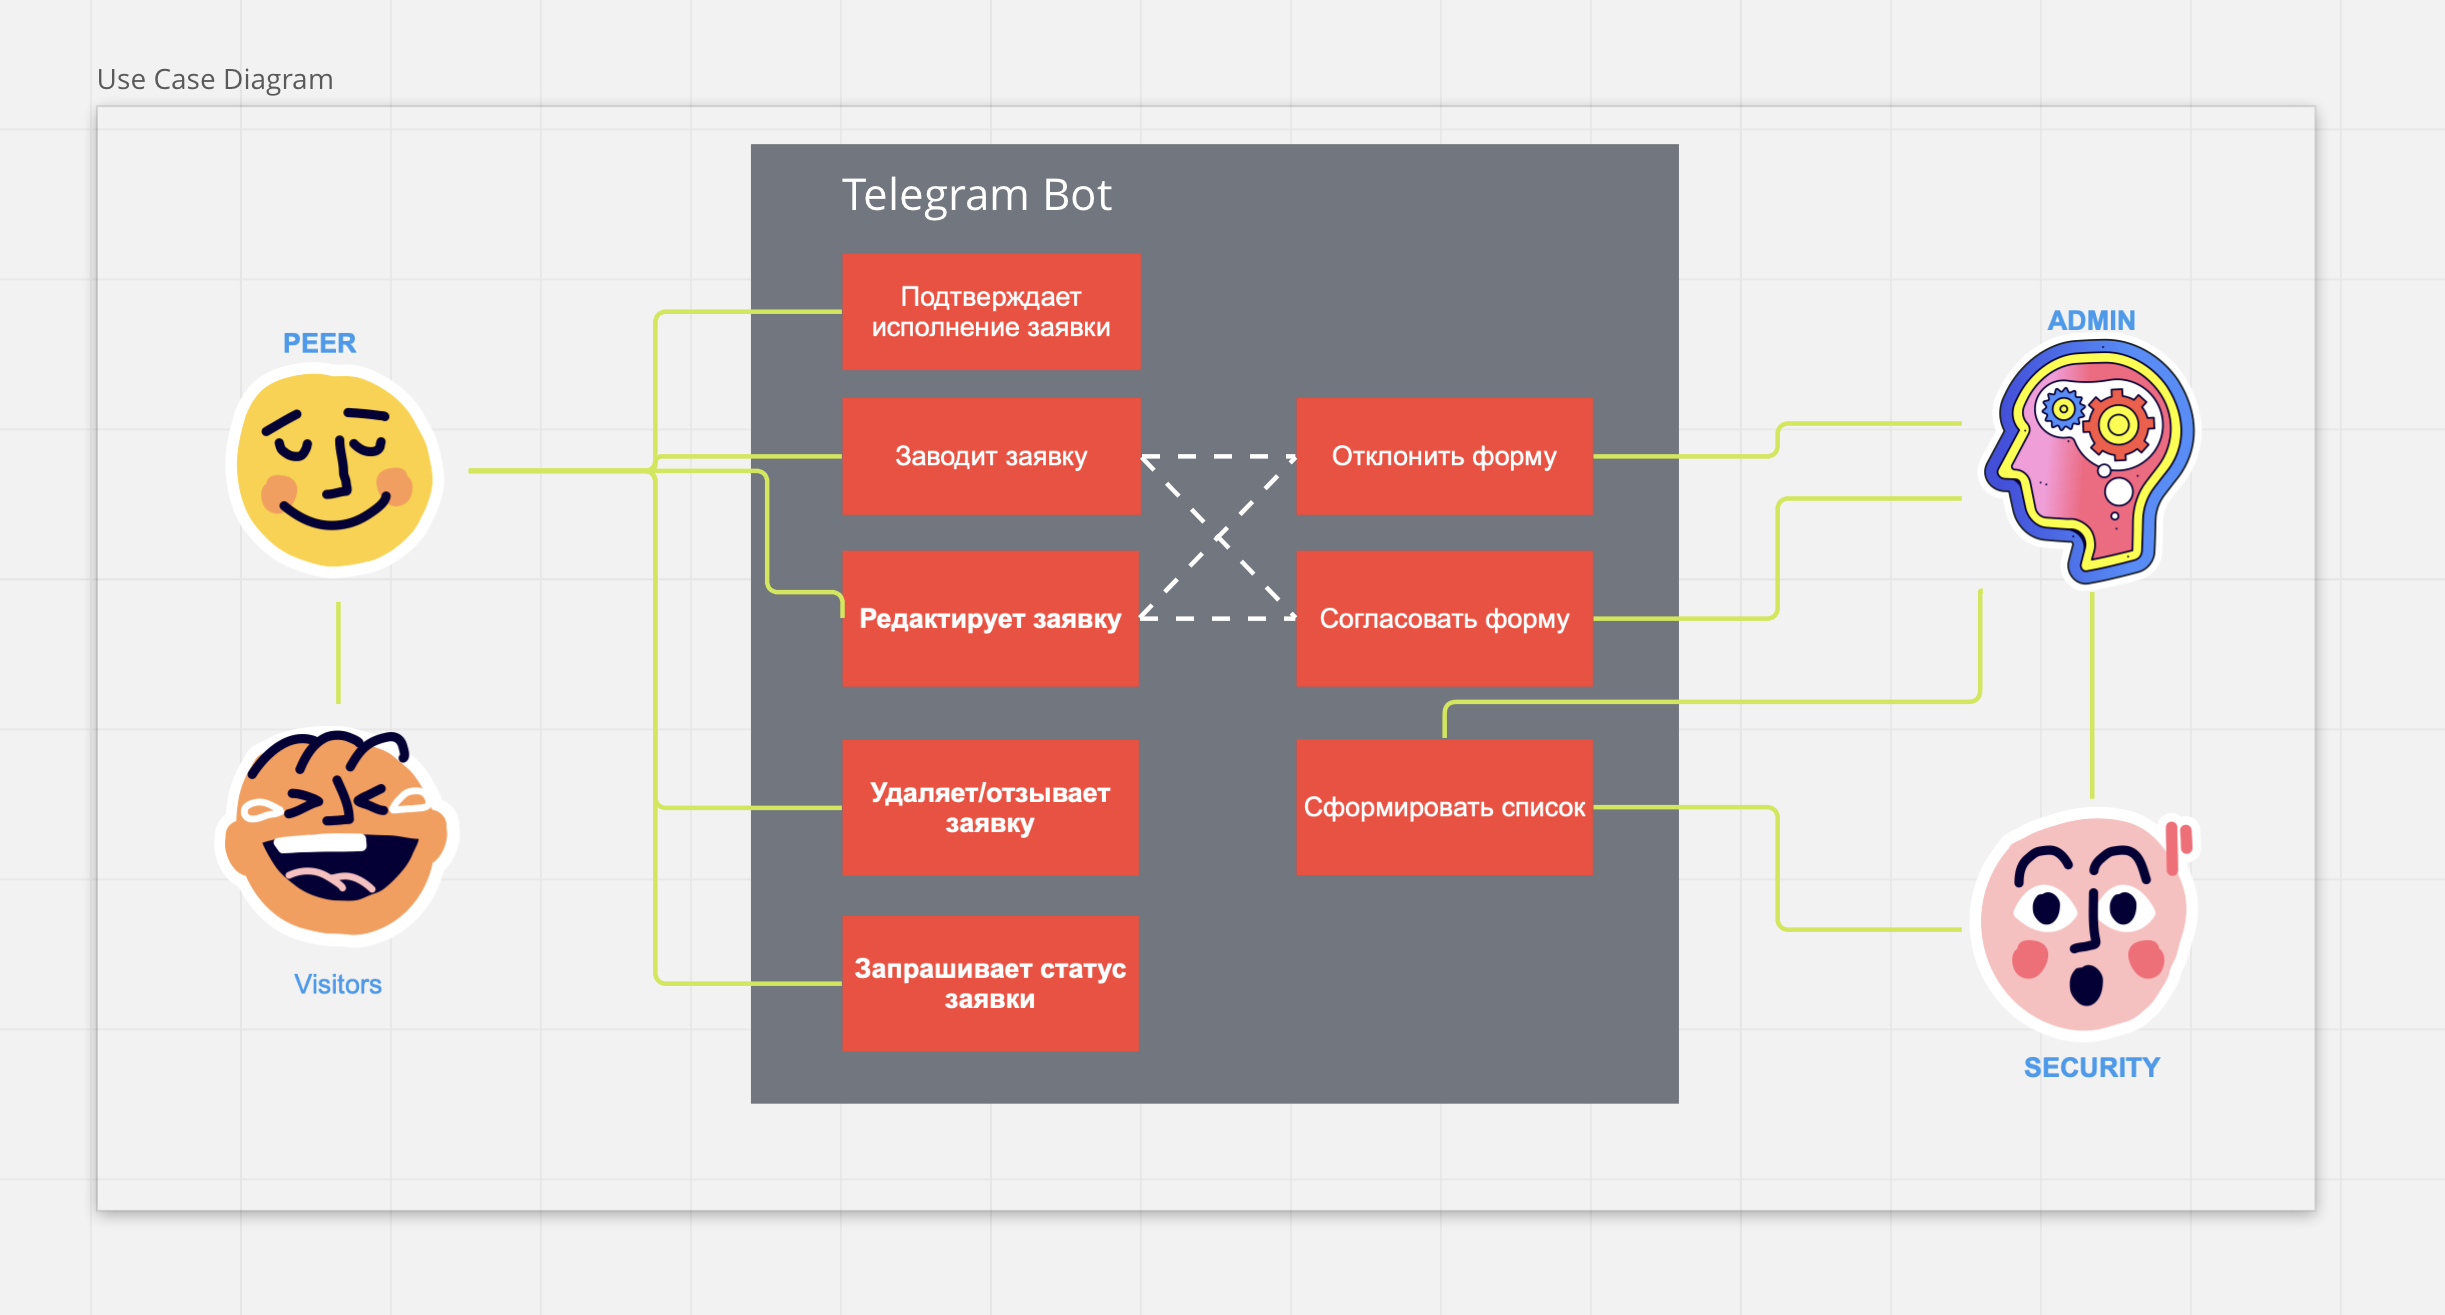 Use Case Diagram
Telegram Bot
PEER
Visitors
Подтверждает
исполнение заявки
Заводит заявку
Редактирует заявку
Удаляет/отзывает
заявку
Запрашивает статус
заявки
Отклонить форму
Согласовать форму
Сформировать список
ADMIN
SECURITY